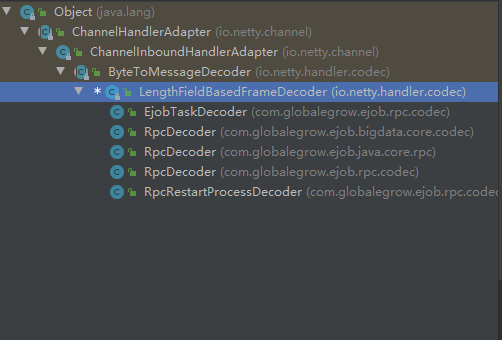 Object (java.lang)
ChannelHandlerAdapter (io.netty.channel)
ChannelInboundHandlerAdapter (io.netty.channel)
ByteToMessageDecoder (io.netty.handler.codec)
* LengthFieldBasedFrameDecoder (io.netty.handler.codec)
EjobTaskDecoder (com.globalegrow.ejob.rpc.codec)
RpcDecoder (com.globalegrow.ejob.bigdata.core.codec)
RpcDecoder (com.globalegrow.ejob.java.core.rpc)
RpcDecoder (com.globalegrow.ejob.rpc.codec)
RpcRestartProcessDecoder (com.globalegrow.ejob.rpc.codec